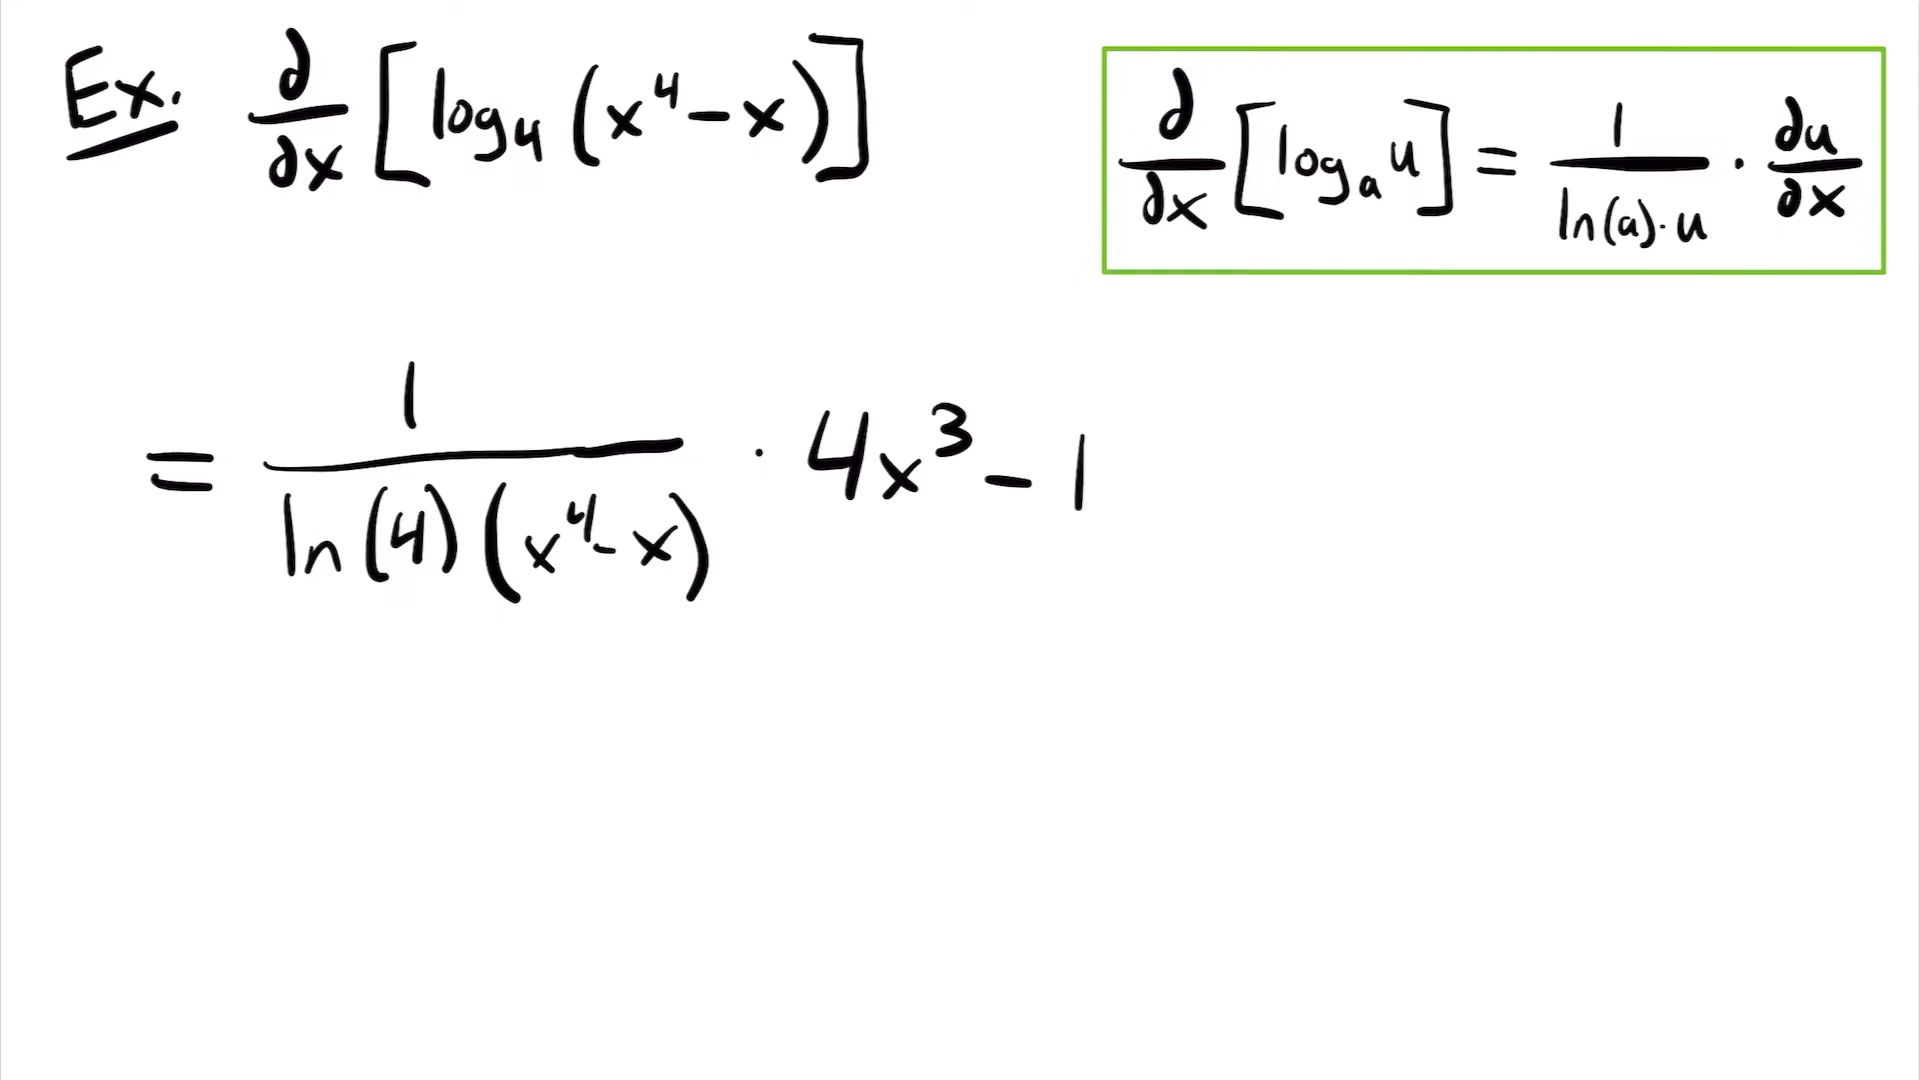 Ex. ∂/∂x [log₄ (x⁴ − x)]
∂/∂x [logₐ u] = 1/(ln(a)·u) · ∂u/∂x
= 1/(ln(4)(x⁴ − x)) · 4x³ − 1